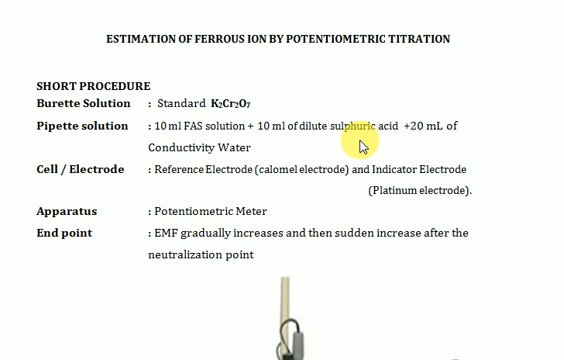 ESTIMATION OF FERROUS ION BY POTENTIOMETRIC TITRATION
SHORT PROCEDURE
Burette Solution : Standard K₂Cr₂O₇
Pipette solution : 10 ml FAS solution + 10 ml of dilute sulphuric acid +20 mL of
Conductivity Water
Cell / Electrode : Reference Electrode (calomel electrode) and Indicator Electrode
(Platinum electrode).
Apparatus : Potentiometric Meter
End point : EMF gradually increases and then sudden increase after the
neutralization point